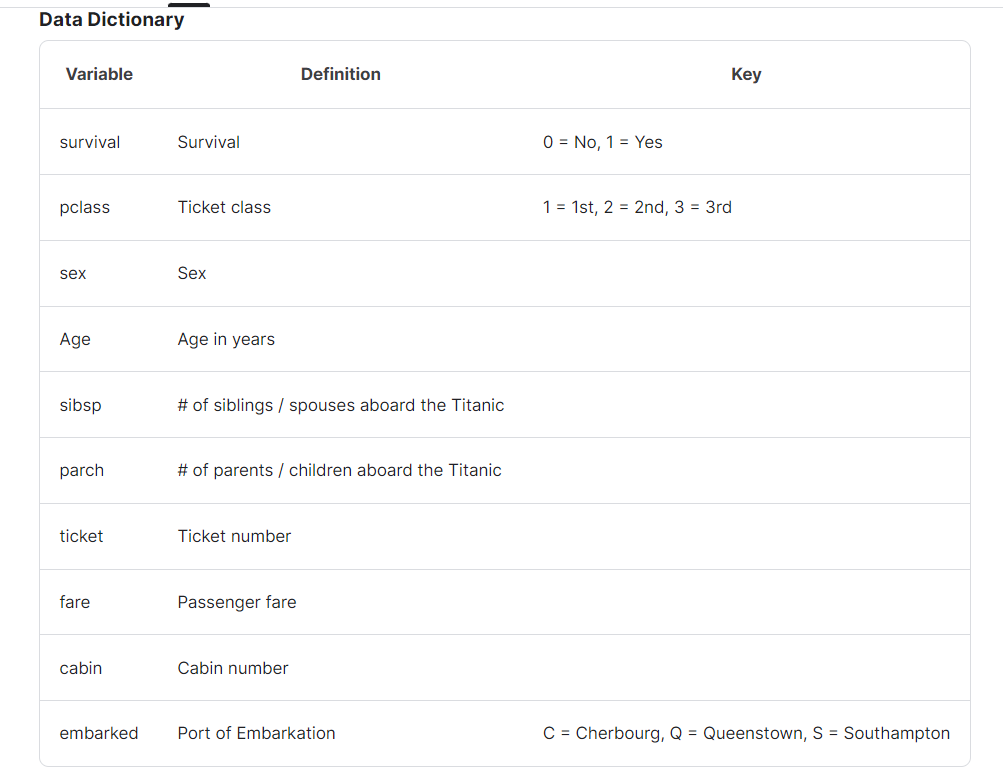 Data Dictionary
Variable Definition Key
survival Survival 0 = No, 1 = Yes
pclass Ticket class 1 = 1st, 2 = 2nd, 3 = 3rd
sex Sex
Age Age in years
sibsp # of siblings / spouses aboard the Titanic
parch # of parents / children aboard the Titanic
ticket Ticket number
fare Passenger fare
cabin Cabin number
embarked Port of Embarkation C = Cherbourg, Q = Queenstown, S = Southampton